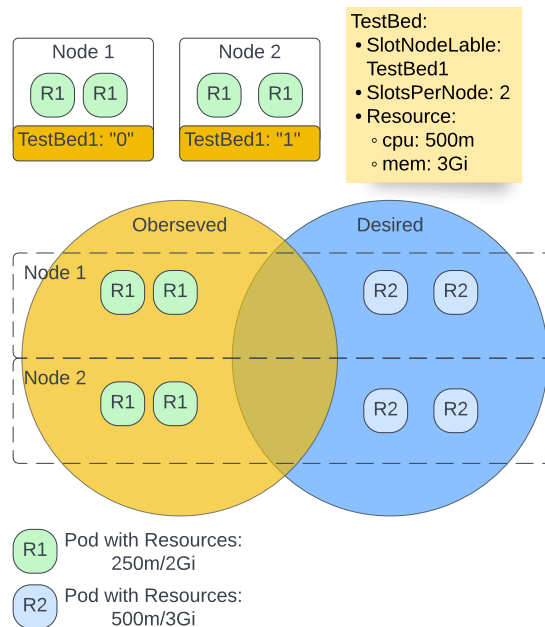 Node 1
Node 2
R1
R1
R1
R1
TestBed1: "0"
TestBed1: "1"
TestBed:
• SlotNodeLable:
TestBed1
• SlotsPerNode: 2
• Resource:
◦ cpu: 500m
◦ mem: 3Gi
Oberseved
Desired
Node 1
R1
R1
R2
R2
Node 2
R1
R1
R2
R2
R1
Pod with Resources:
250m/2Gi
R2
Pod with Resources:
500m/3Gi